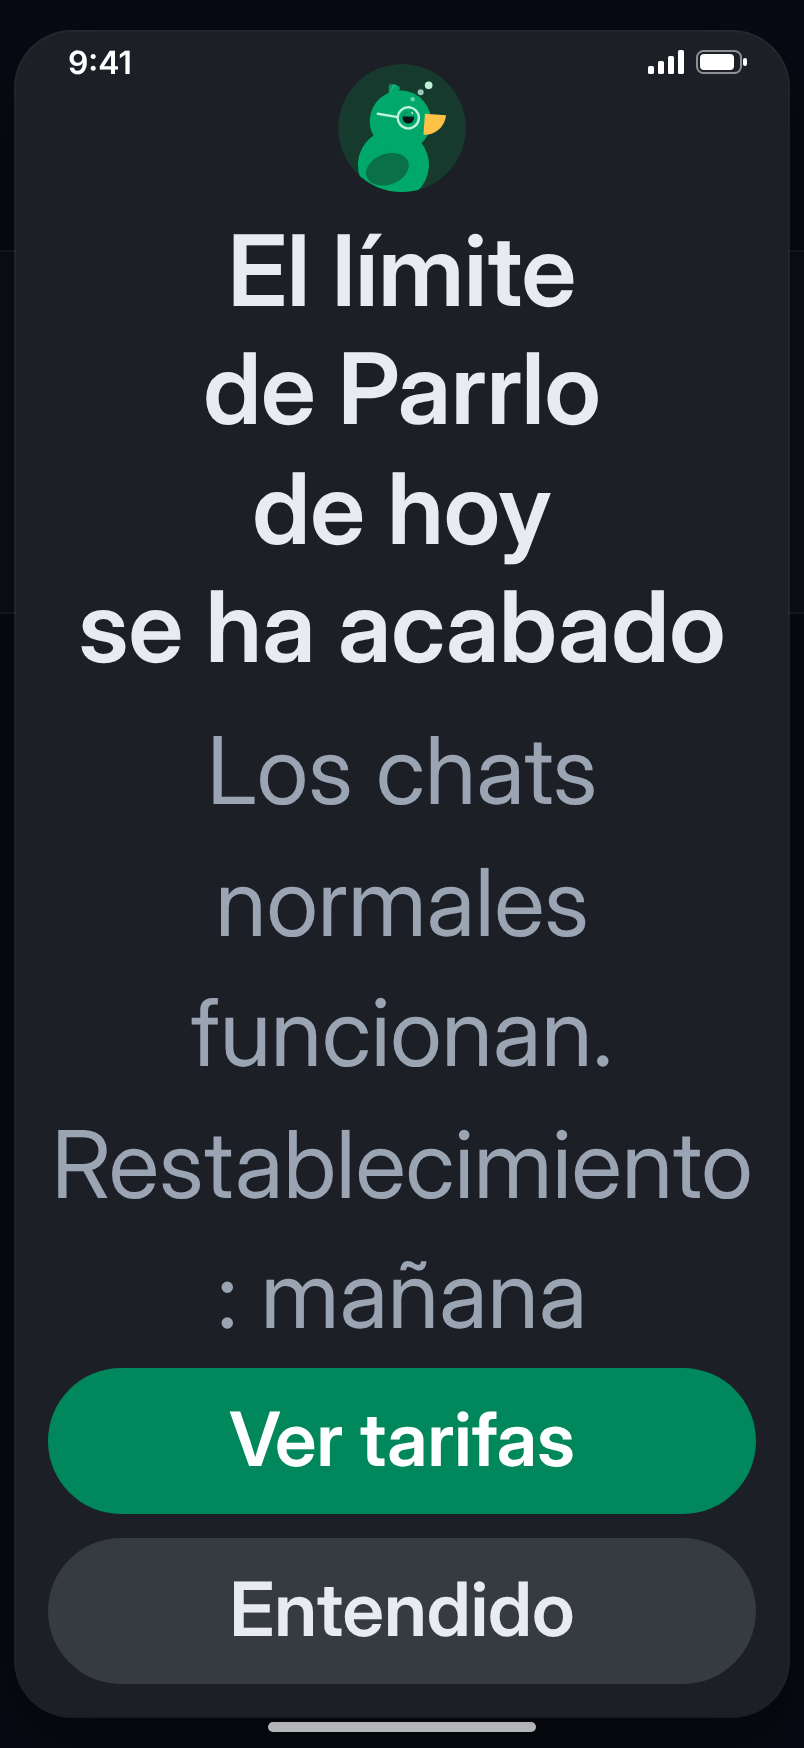 9:41
El límite
de Parrlo
de hoy
se ha acabado
Los chats
normales
funcionan.
Restablecimiento
: mañana
Ver tarifas
Entendido